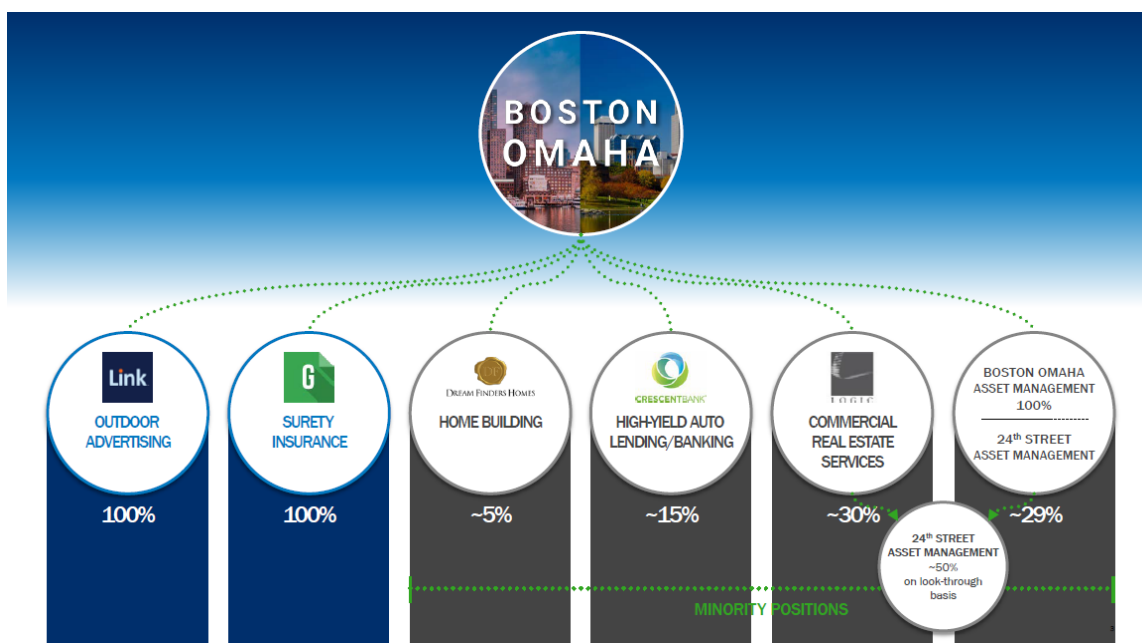 BOSTON
OMAHA
Link
OUTDOOR
ADVERTISING
100%
G
SURETY
INSURANCE
100%
DF
DREAM FINDERS HOMES
HOME BUILDING
~5%
CRESCENTBANK
HIGH-YIELD AUTO
LENDING/BANKING
~15%
LOGIC
COMMERCIAL
REAL ESTATE
SERVICES
~30%
BOSTON OMAHA
ASSET MANAGEMENT
100%
24th STREET
ASSET MANAGEMENT
~29%
24th STREET
ASSET MANAGEMENT
~50%
on look-through
basis
MINORITY POSITIONS